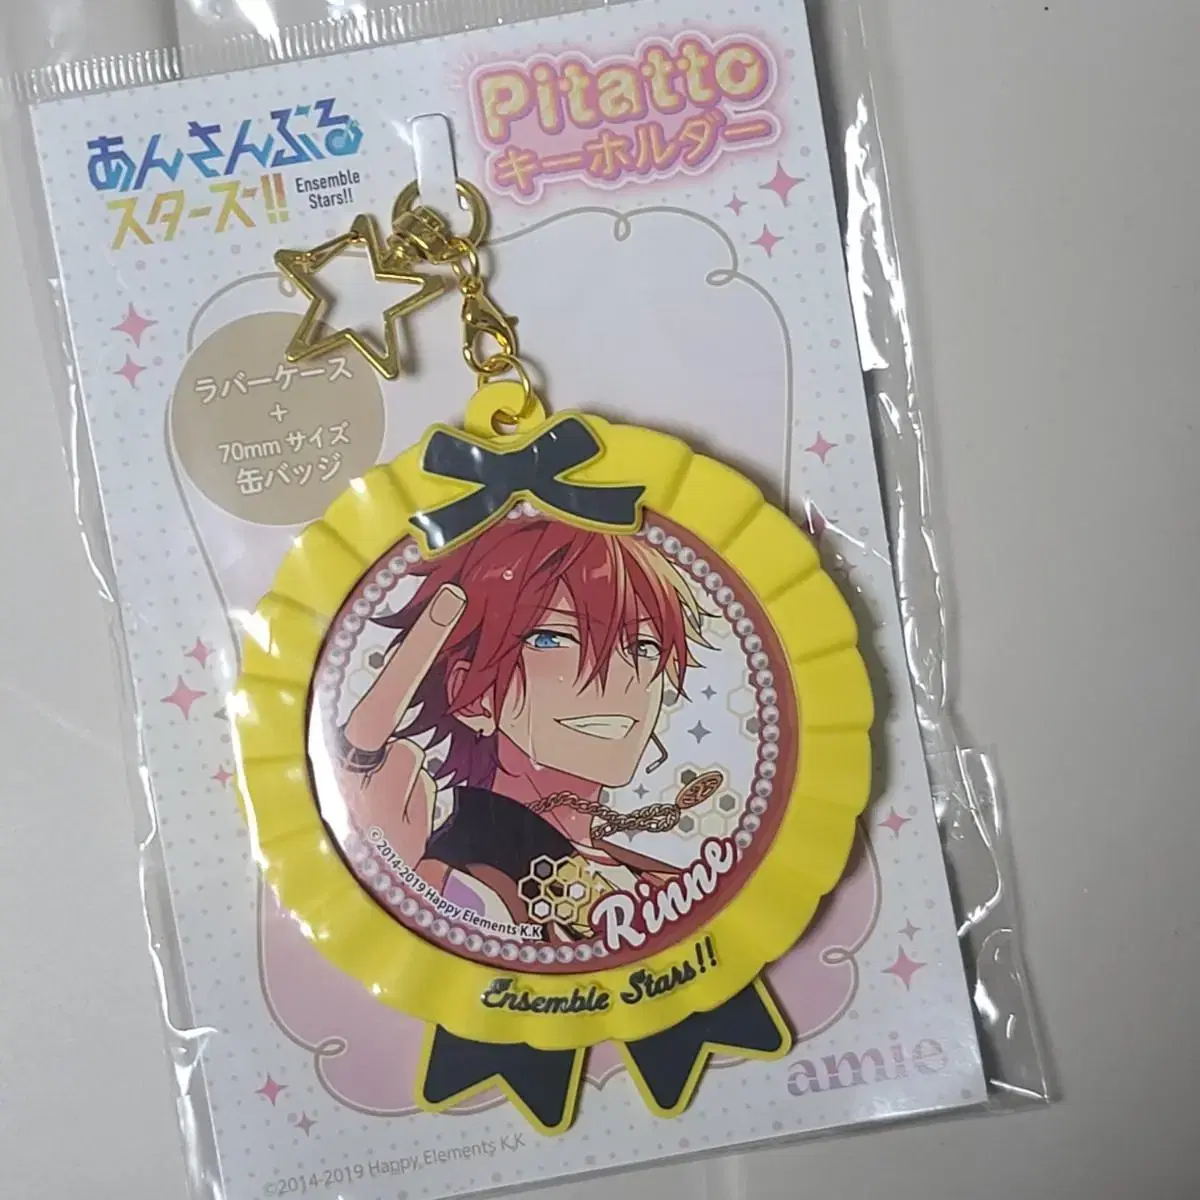 Pitatto
キーホルダー
あんさんぶる
スターズ!!
Ensemble
Stars!!
ラバーケース
+
70mm サイズ
缶バッジ
©2014-2019 Happy Elements K.K
Rinne
Ensemble Stars!!
amie
©2014-2019 Happy Elements K.K